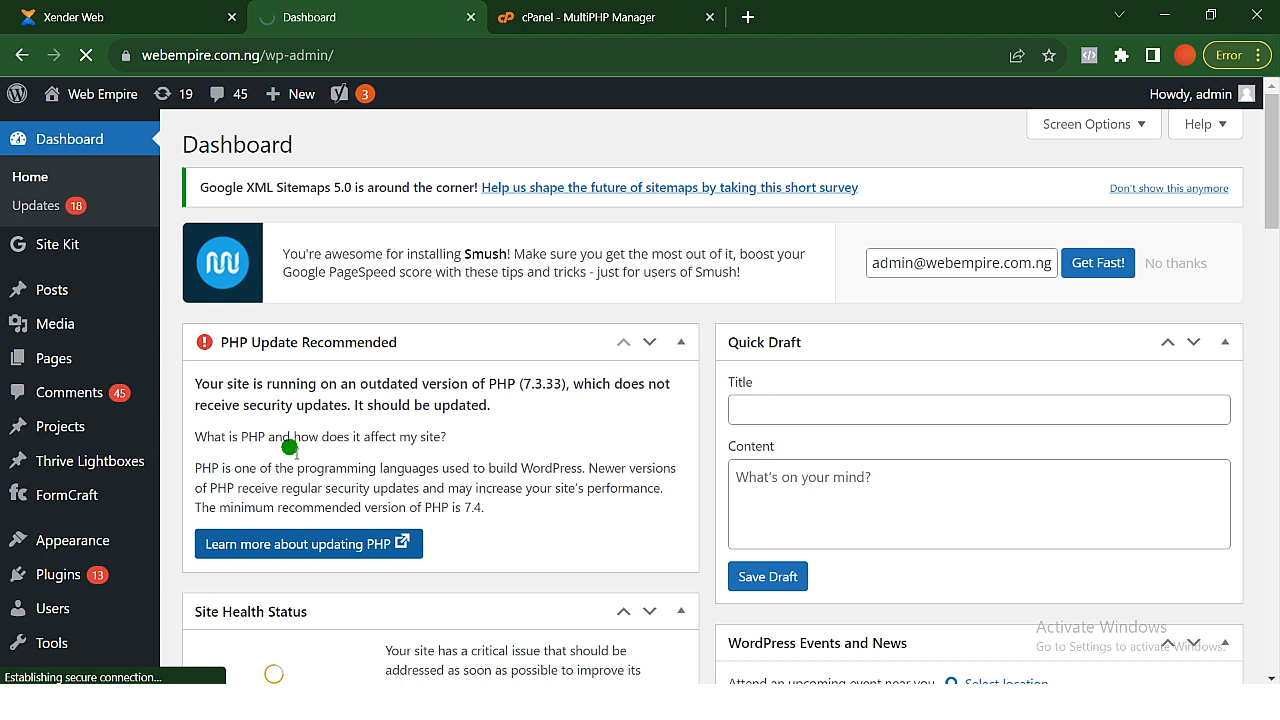 Xender Web
Dashboard
cPanel - MultiPHP Manager
webempire.com.ng/wp-admin/
Error
Web Empire
19
45
New
3
Howdy, admin
Dashboard
Home
Updates 18
Site Kit
Posts
Media
Pages
Comments 45
Projects
Thrive Lightboxes
FormCraft
Appearance
Plugins 13
Users
Tools
Establishing secure connection...
Screen Options
Help
Dashboard
Google XML Sitemaps 5.0 is around the corner! Help us shape the future of sitemaps by taking this short survey
Don't show this anymore
You're awesome for installing Smush! Make sure you get the most out of it, boost your
Google PageSpeed score with these tips and tricks - just for users of Smush!
admin@webempire.com.ng
Get Fast!
No thanks
PHP Update Recommended
Your site is running on an outdated version of PHP (7.3.33), which does not
receive security updates. It should be updated.
What is PHP and how does it affect my site?
PHP is one of the programming languages used to build WordPress. Newer versions
of PHP receive regular security updates and may increase your site's performance.
The minimum recommended version of PHP is 7.4.
Learn more about updating PHP
Site Health Status
Your site has a critical issue that should be
addressed as soon as possible to improve its
Quick Draft
Title
Content
What's on your mind?
Save Draft
WordPress Events and News
Attend an upcoming event near you
Select location
Activate Windows
Go to Settings to activate Windows.